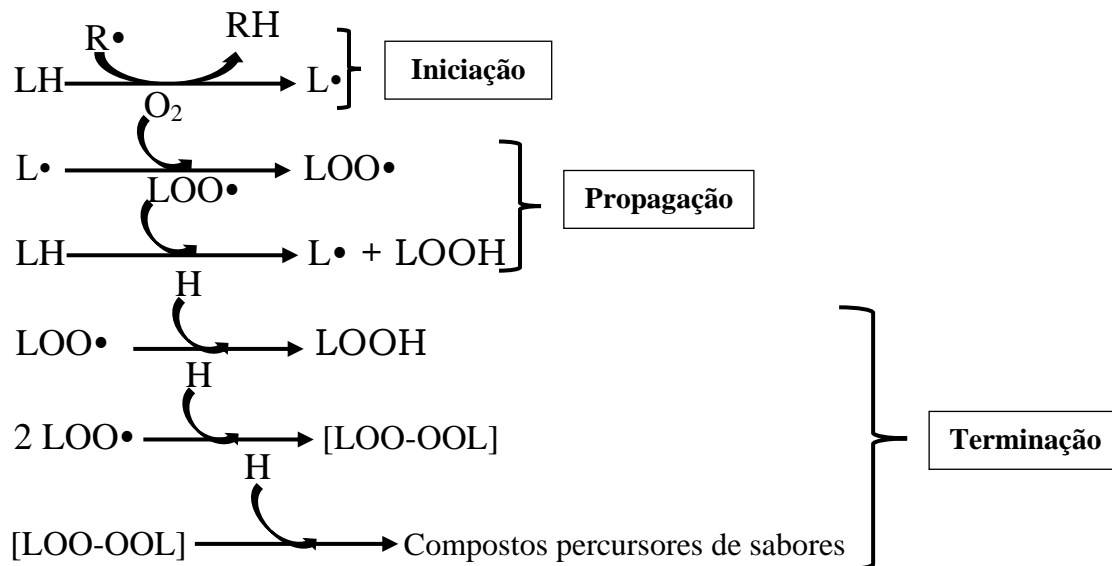 R• RH
LH L• Iniciação
O₂
L• LOO•
LOO• Propagação
LH L• + LOOH
H
LOO• LOOH
H
2 LOO• [LOO-OOL] Terminação
H
[LOO-OOL] Compostos percursores de sabores